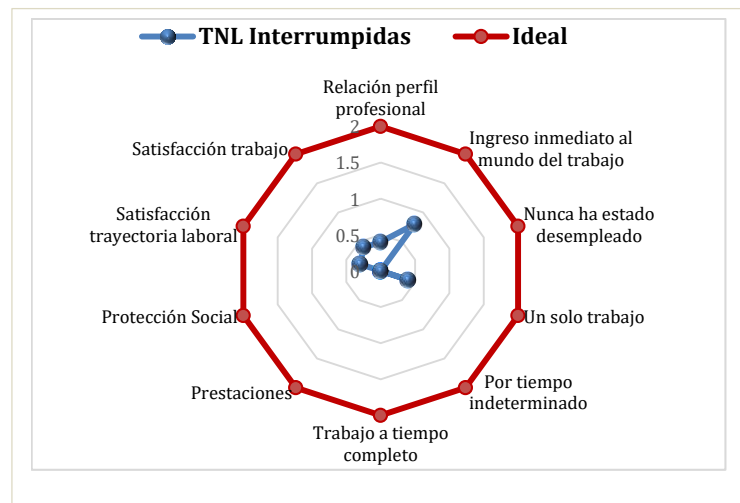 TNL Interrumpidas
Ideal
Relación perfil
profesional
Ingreso inmediato al
mundo del trabajo
Nunca ha estado
desempleado
Un solo trabajo
Por tiempo
indeterminado
Trabajo a tiempo
completo
Prestaciones
Protección Social
Satisfacción
trayectoria laboral
Satisfacción trabajo
2
1.5
1
0.5
0